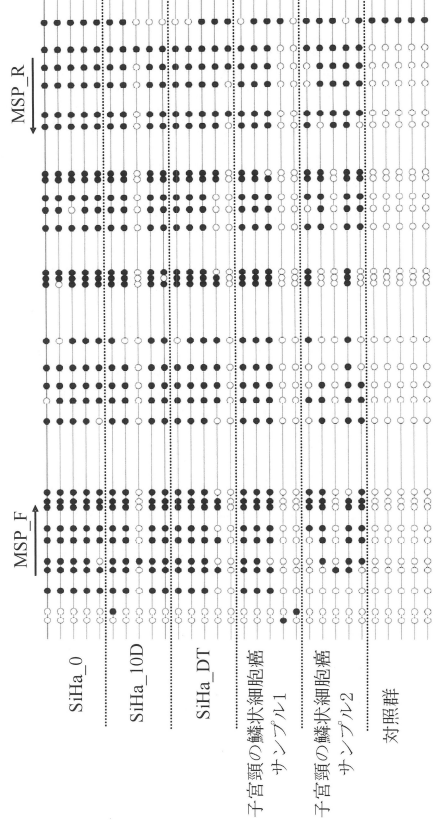 MSP_F
MSP_R
SiHa_0
SiHa_10D
SiHa_DT
子宮頸の鱗状細胞癌
サンプル1
子宮頸の鱗状細胞癌
サンプル2
対照群